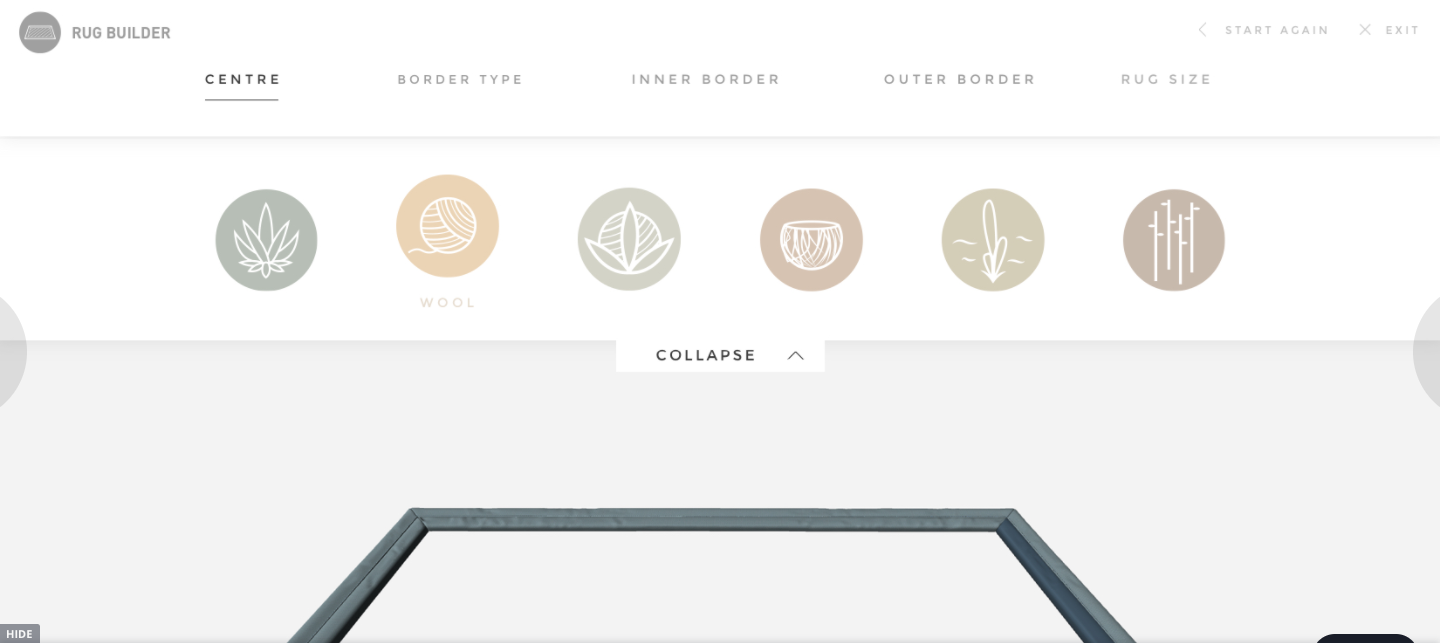 RUG BUILDER
START AGAIN
EXIT
CENTRE
BORDER TYPE
INNER BORDER
OUTER BORDER
RUG SIZE
WOOL
COLLAPSE
HIDE